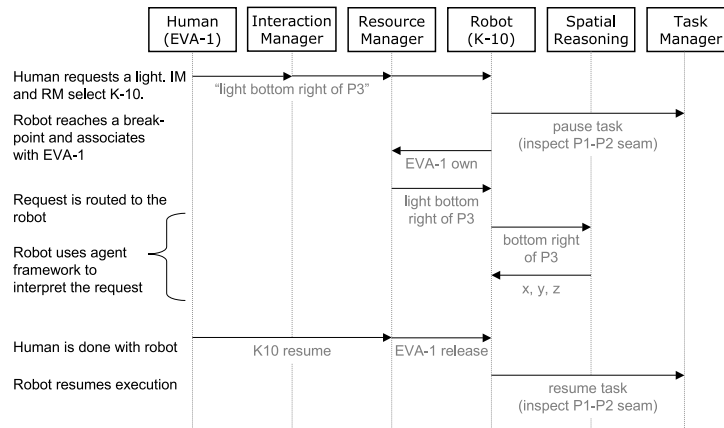 Human
(EVA-1)
Interaction
Manager
Resource
Manager
Robot
(K-10)
Spatial
Reasoning
Task
Manager
Human requests a light. IM
and RM select K-10.
"light bottom right of P3"
Robot reaches a break-
point and associates
with EVA-1
pause task
(inspect P1-P2 seam)
EVA-1 own
Request is routed to the
robot
light bottom
right of P3
Robot uses agent
framework to
interpret the request
bottom right
of P3
x, y, z
Human is done with robot
K10 resume
EVA-1 release
Robot resumes execution
resume task
(inspect P1-P2 seam)